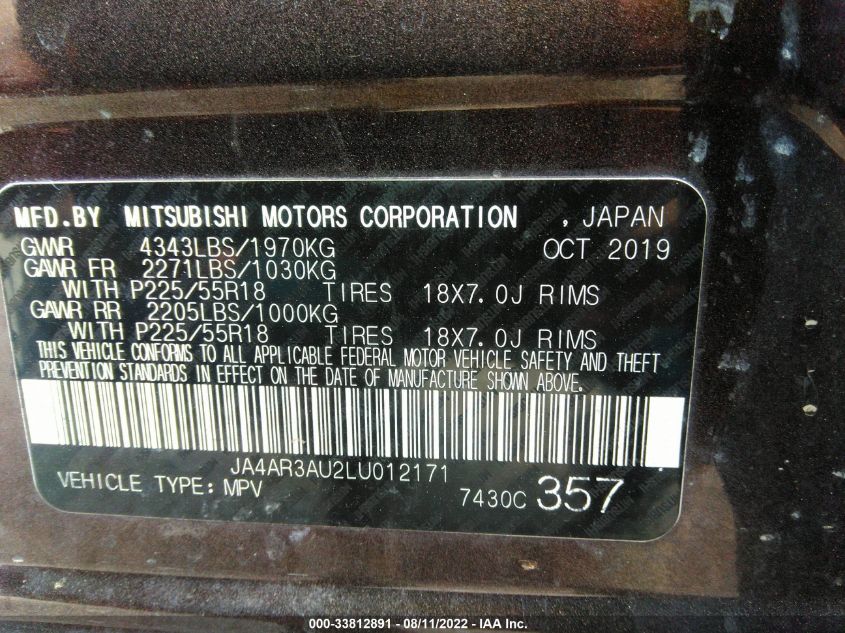 MFD.BY MITSUBISHI MOTORS CORPORATION , JAPAN
GVWR 4343LBS/1970KG OCT 2019
GAWR FR 2271LBS/1030KG
WITH P225/55R18 TIRES 18X7.0J RIMS
GAWR RR 2205LBS/1000KG
WITH P225/55R18 TIRES 18X7.0J RIMS
THIS VEHICLE CONFORMS TO ALL APPLICABLE FEDERAL MOTOR VEHICLE SAFETY AND THEFT
PREVENTION STANDARDS IN EFFECT ON THE DATE OF MANUFACTURE SHOWN ABOVE.
JA4AR3AU2LU012171
VEHICLE TYPE: MPV 7430C 357
000-33812891 - 08/11/2022 - IAA Inc.